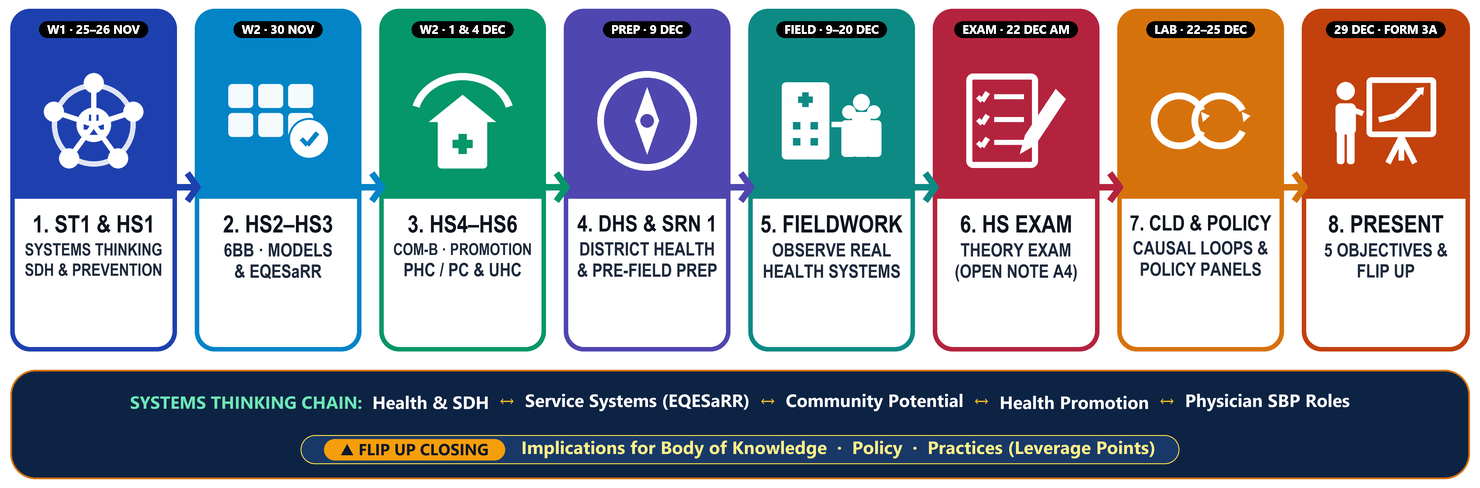 W1 · 25–26 NOV
1. ST1 & HS1
SYSTEMS THINKING
SDH & PREVENTION
W2 · 30 NOV
2. HS2–HS3
6BB · MODELS
& EQESaRR
W2 · 1 & 4 DEC
3. HS4–HS6
COM-B · PROMOTION
PHC / PC & UHC
PREP · 9 DEC
4. DHS & SRN 1
DISTRICT HEALTH
& PRE-FIELD PREP
FIELD · 9–20 DEC
5. FIELDWORK
OBSERVE REAL
HEALTH SYSTEMS
EXAM · 22 DEC AM
6. HS EXAM
THEORY EXAM
(OPEN NOTE A4)
LAB · 22–25 DEC
7. CLD & POLICY
CAUSAL LOOPS &
POLICY PANELS
29 DEC · FORM 3A
8. PRESENT
5 OBJECTIVES &
FLIP UP
SYSTEMS THINKING CHAIN: Health & SDH ↔ Service Systems (EQESaRR) ↔ Community Potential ↔ Health Promotion ↔ Physician SBP Roles
▲ FLIP UP CLOSING Implications for Body of Knowledge · Policy · Practices (Leverage Points)